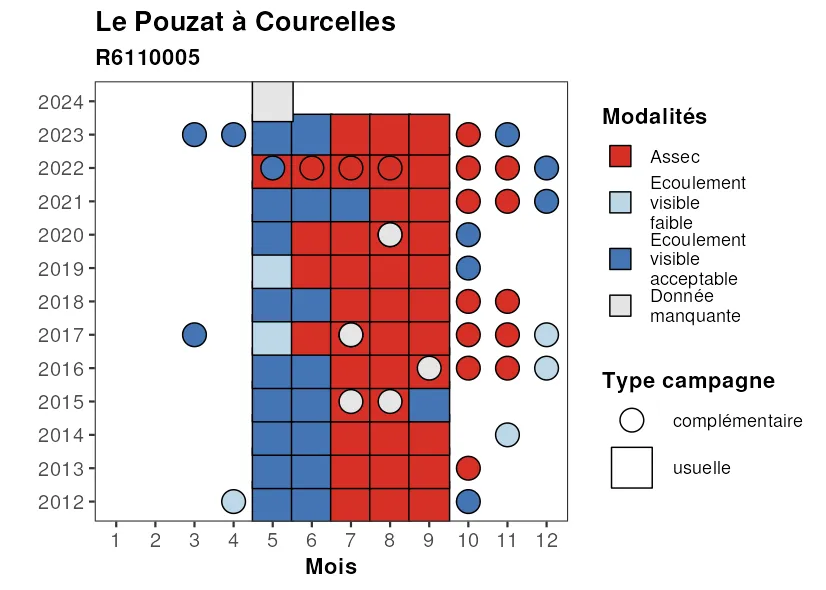 Le Pouzat à Courcelles
R6110005
2024
2023
2022
2021
2020
2019
2018
2017
2016
2015
2014
2013
2012
1 2 3 4 5 6 7 8 9 10 11 12
Mois
Modalités
Assec
Ecoulement
visible
faible
Ecoulement
visible
acceptable
Donnée
manquante
Type campagne
complémentaire
usuelle